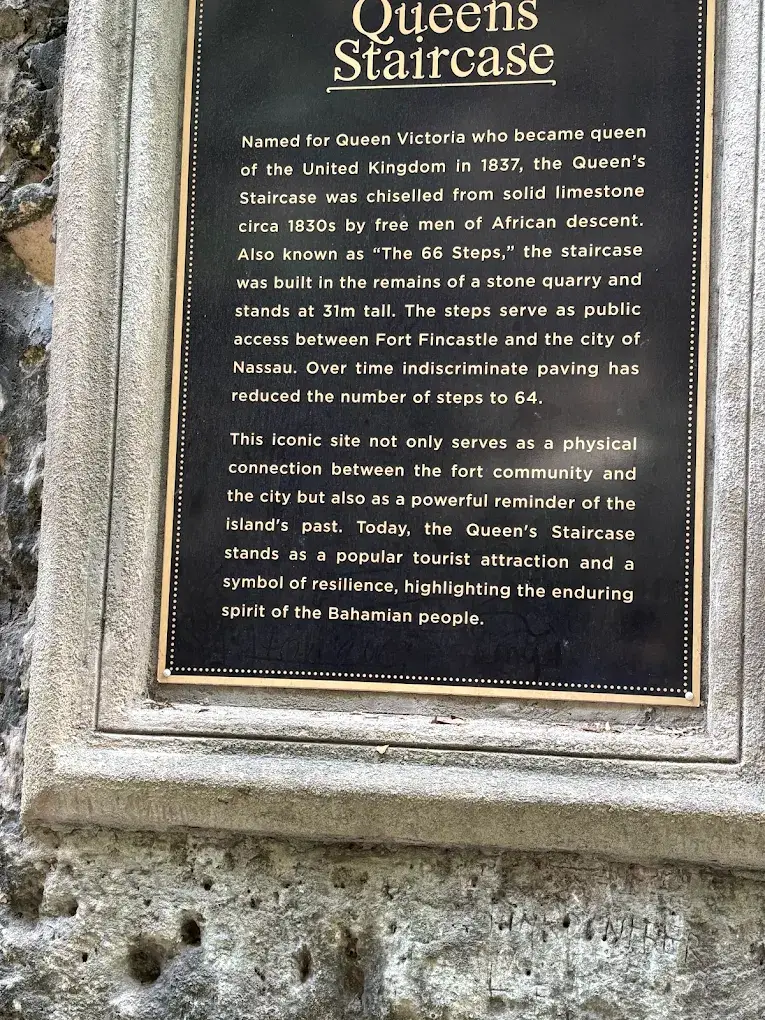 Queens
Staircase
Named for Queen Victoria who became queen
of the United Kingdom in 1837, the Queen's
Staircase was chiselled from solid limestone
circa 1830s by free men of African descent.
Also known as “The 66 Steps,” the staircase
was built in the remains of a stone quarry and
stands at 31m tall. The steps serve as public
access between Fort Fincastle and the city of
Nassau. Over time indiscriminate paving has
reduced the number of steps to 64.
This iconic site not only serves as a physical
connection between the fort community and
the city but also as a powerful reminder of the
island's past. Today, the Queen's Staircase
stands as a popular tourist attraction and a
symbol of resilience, highlighting the enduring
spirit of the Bahamian people.